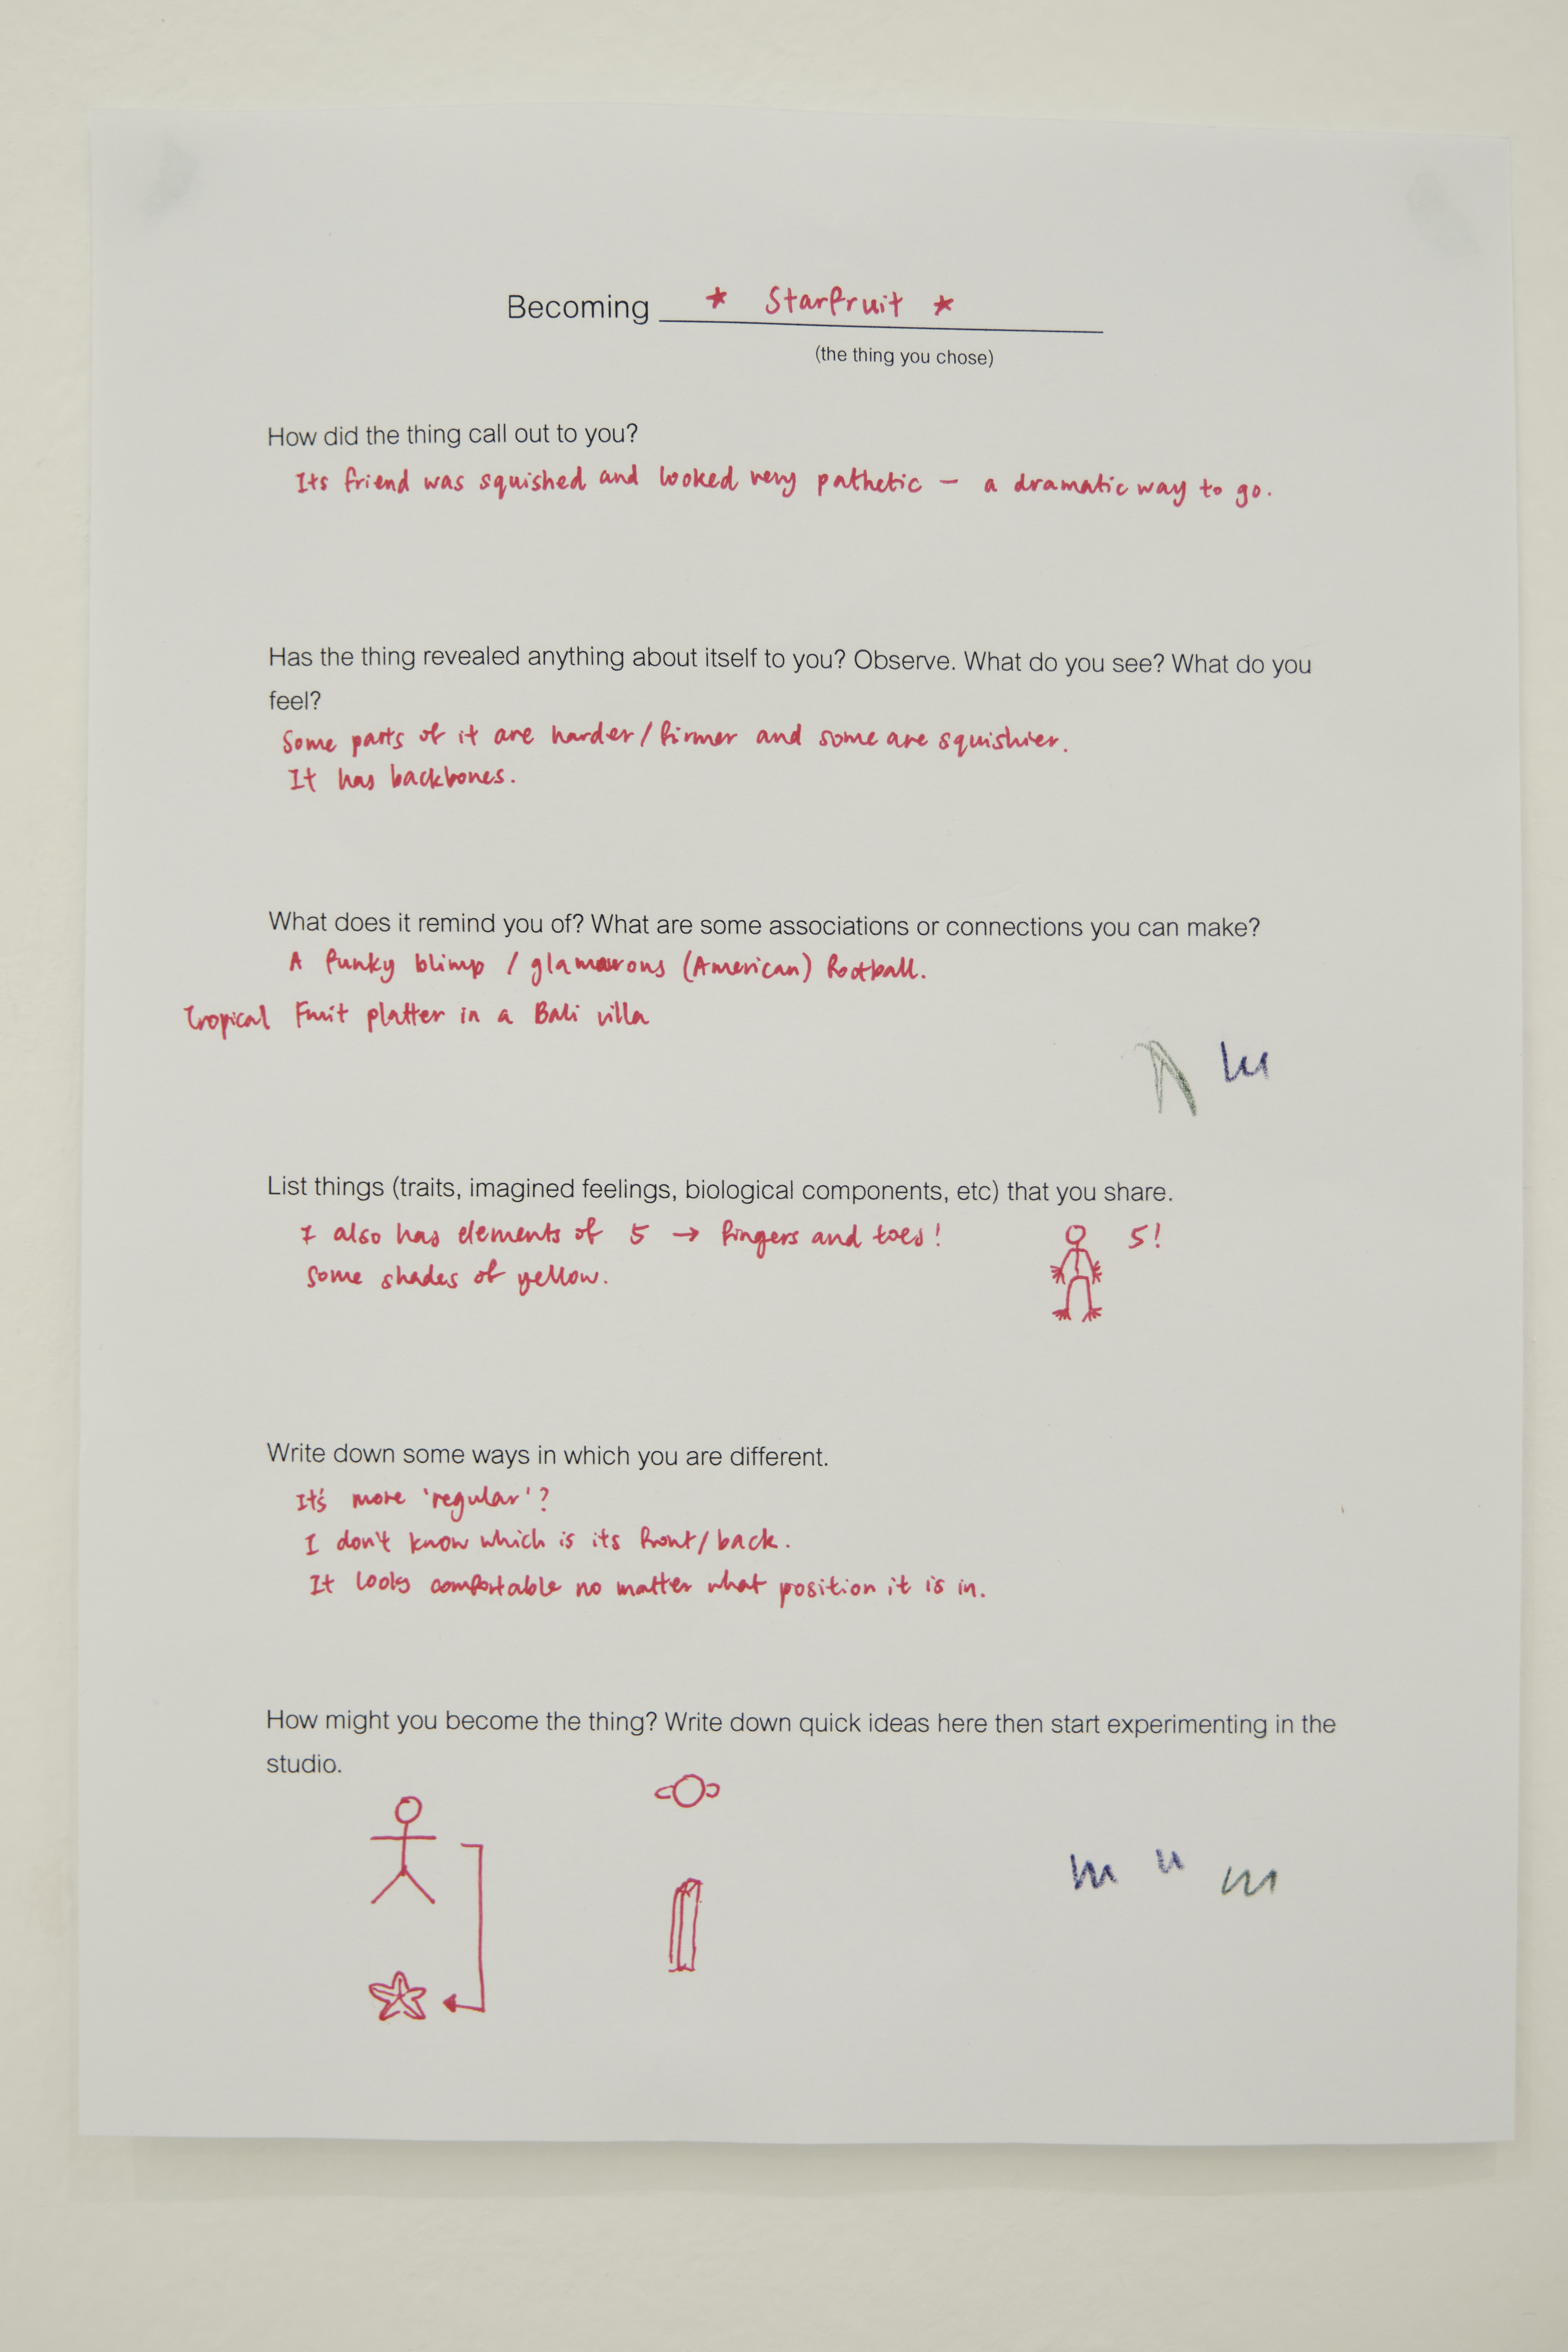 Becoming * Starfruit *
(the thing you chose)
How did the thing call out to you?
Its friend was squished and looked very pathetic – a dramatic way to go.
Has the thing revealed anything about itself to you? Observe. What do you see? What do you
feel?
Some parts of it are harder/firmer and some are squishier.
It has backbones.
What does it remind you of? What are some associations or connections you can make?
A funky blimp / glamourous (American) football.
Tropical Fruit platter in a Bali villa
List things (traits, imagined feelings, biological components, etc) that you share.
I also has elements of 5 → fingers and toes! 5!
Some shades of yellow.
Write down some ways in which you are different.
It's more 'regular'?
I don't know which is its front/back.
It looks comfortable no matter what position it is in.
How might you become the thing? Write down quick ideas here then start experimenting in the
studio.